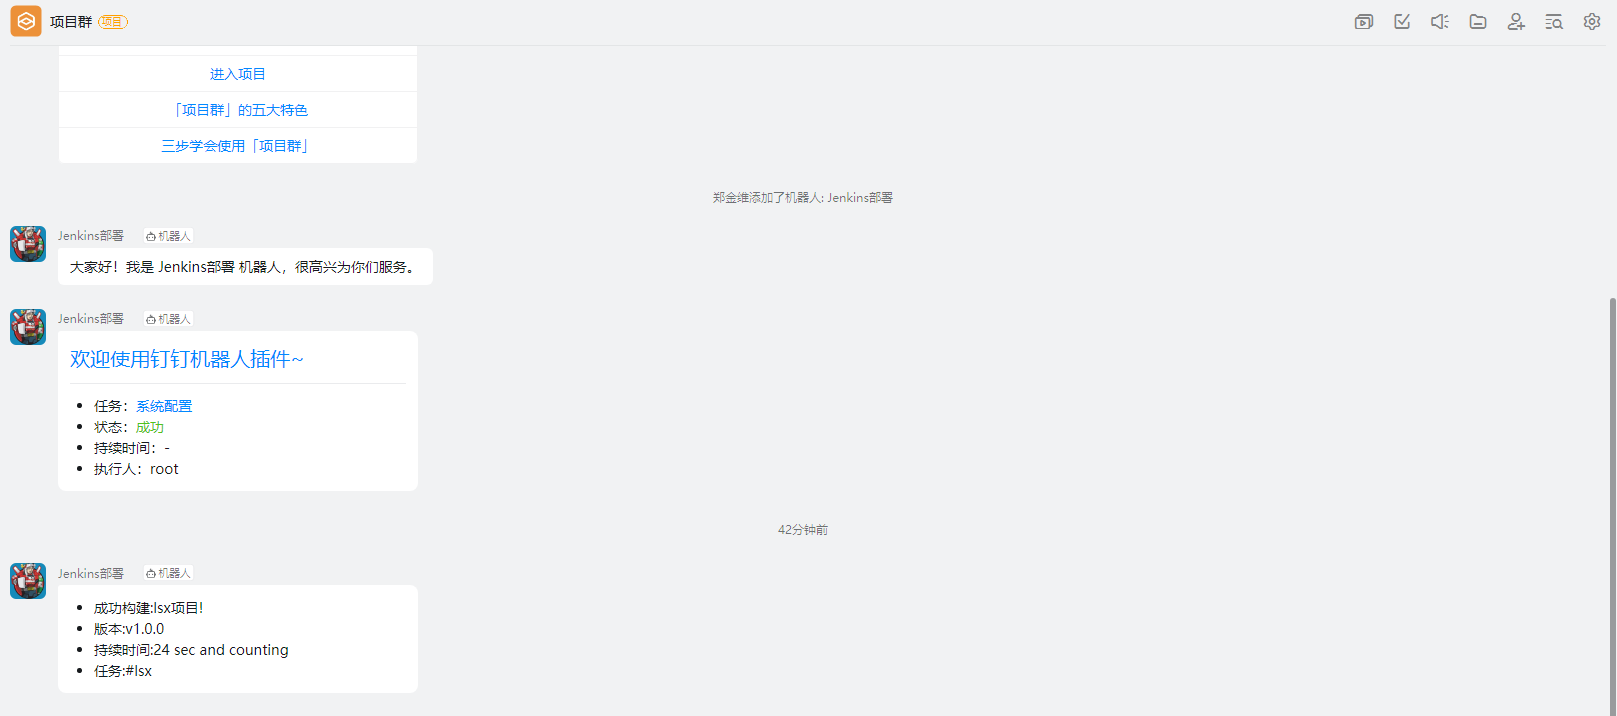 项目群 项目
进入项目
「项目群」的五大特色
三步学会使用「项目群」
郑金维添加了机器人: Jenkins部署
Jenkins部署 机器人
大家好！我是 Jenkins部署 机器人，很高兴为你们服务。
Jenkins部署 机器人
欢迎使用钉钉机器人插件~
任务：系统配置
状态：成功
持续时间：-
执行人：root
42分钟前
Jenkins部署 机器人
成功构建:lsx项目!
版本:v1.0.0
持续时间:24 sec and counting
任务:#lsx